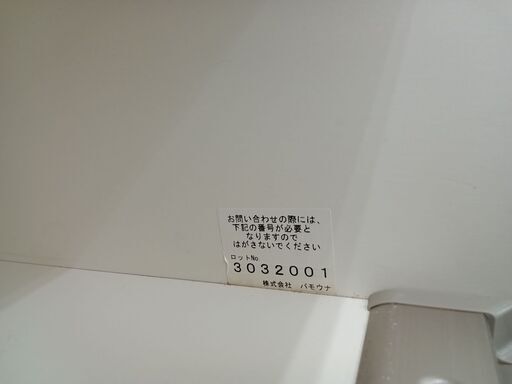 お問い合わせの際には、
下記の番号が必要と
なりますので
はがさないでください
ロットNo
3032001
株式会社 パモウナ